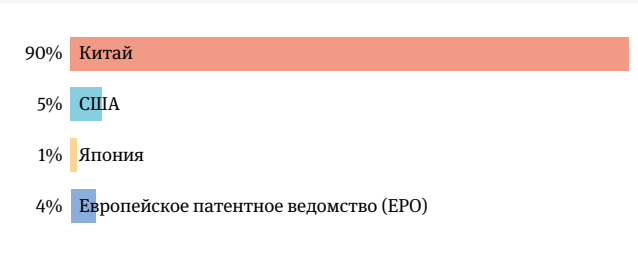 90% Китай
5% США
1% Япония
4% Европейское патентное ведомство (EPO)